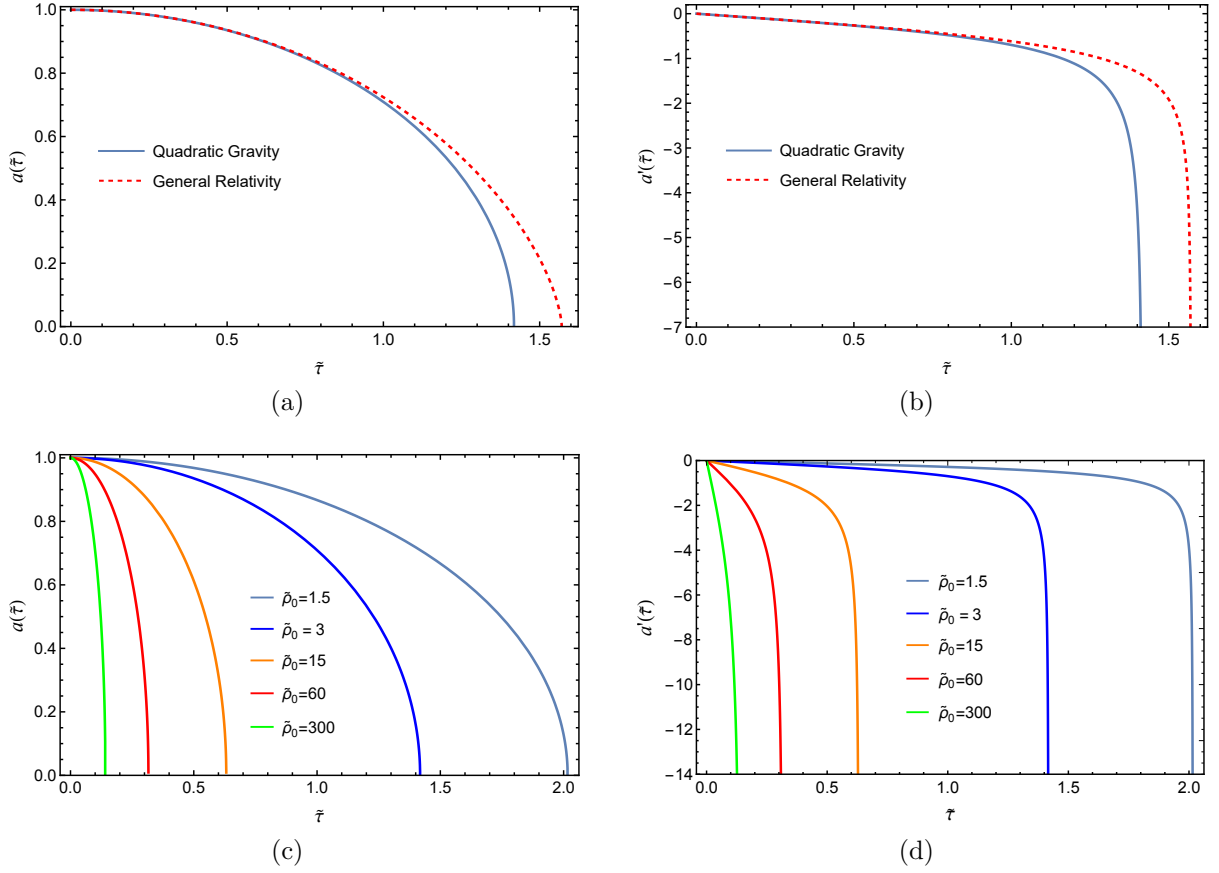 1.0
0.8
0.6
0.4
0.2
0.0
a(τ̃)
Quadratic Gravity
General Relativity
0.0 0.5 1.0 1.5
τ̃
(a)
0
−1
−2
−3
−4
−5
−6
−7
a'(τ̃)
Quadratic Gravity
General Relativity
0.0 0.5 1.0 1.5
τ̃
(b)
1.0
0.8
0.6
0.4
0.2
0.0
a(τ̃)
ρ̃₀=1.5
ρ̃₀ = 3
ρ̃₀=15
ρ̃₀=60
ρ̃₀=300
0.0 0.5 1.0 1.5 2.0
τ̃
(c)
0
−2
−4
−6
−8
−10
−12
−14
a'(τ̃)
ρ̃₀=1.5
ρ̃₀ = 3
ρ̃₀=15
ρ̃₀=60
ρ̃₀=300
0.0 0.5 1.0 1.5 2.0
τ̃
(d)